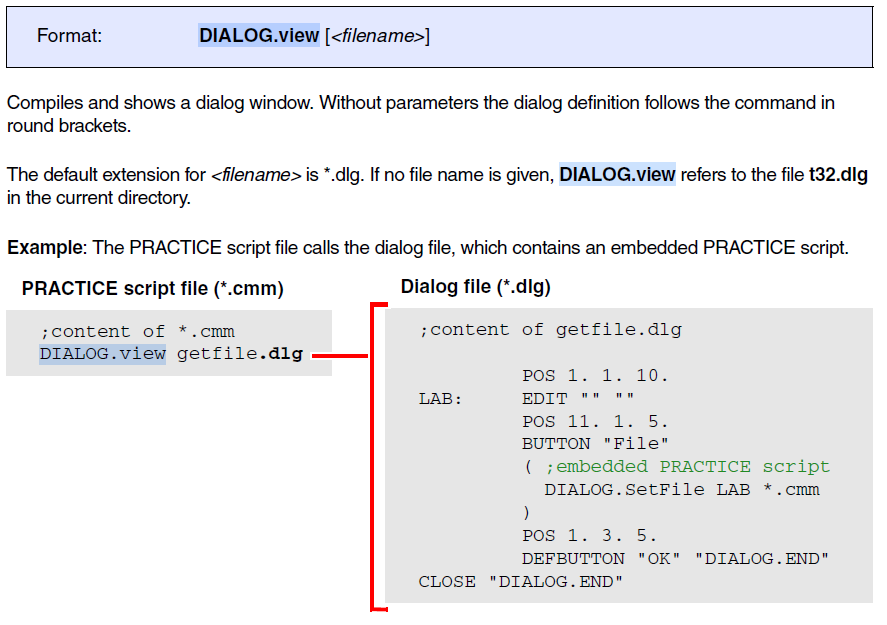 Format: DIALOG.view [<filename>]
Compiles and shows a dialog window. Without parameters the dialog definition follows the command in
round brackets.
The default extension for <filename> is *.dlg. If no file name is given, DIALOG.view refers to the file t32.dlg
in the current directory.
Example: The PRACTICE script file calls the dialog file, which contains an embedded PRACTICE script.
PRACTICE script file (*.cmm)
;content of *.cmm
DIALOG.view getfile.dlg
Dialog file (*.dlg)
;content of getfile.dlg
POS 1. 1. 10.
LAB: EDIT "" ""
POS 11. 1. 5.
BUTTON "File"
( ;embedded PRACTICE script
DIALOG.SetFile LAB *.cmm
)
POS 1. 3. 5.
DEFBUTTON "OK" "DIALOG.END"
CLOSE "DIALOG.END"